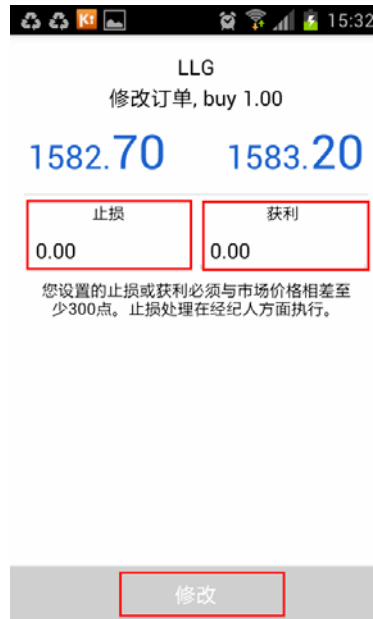 K! 15:32
LLG
修改订单, buy 1.00
1582.70 1583.20
止损 获利
0.00 0.00
您设置的止损或获利必须与市场价格相差至
少300点。止损处理在经纪人方面执行。
修改